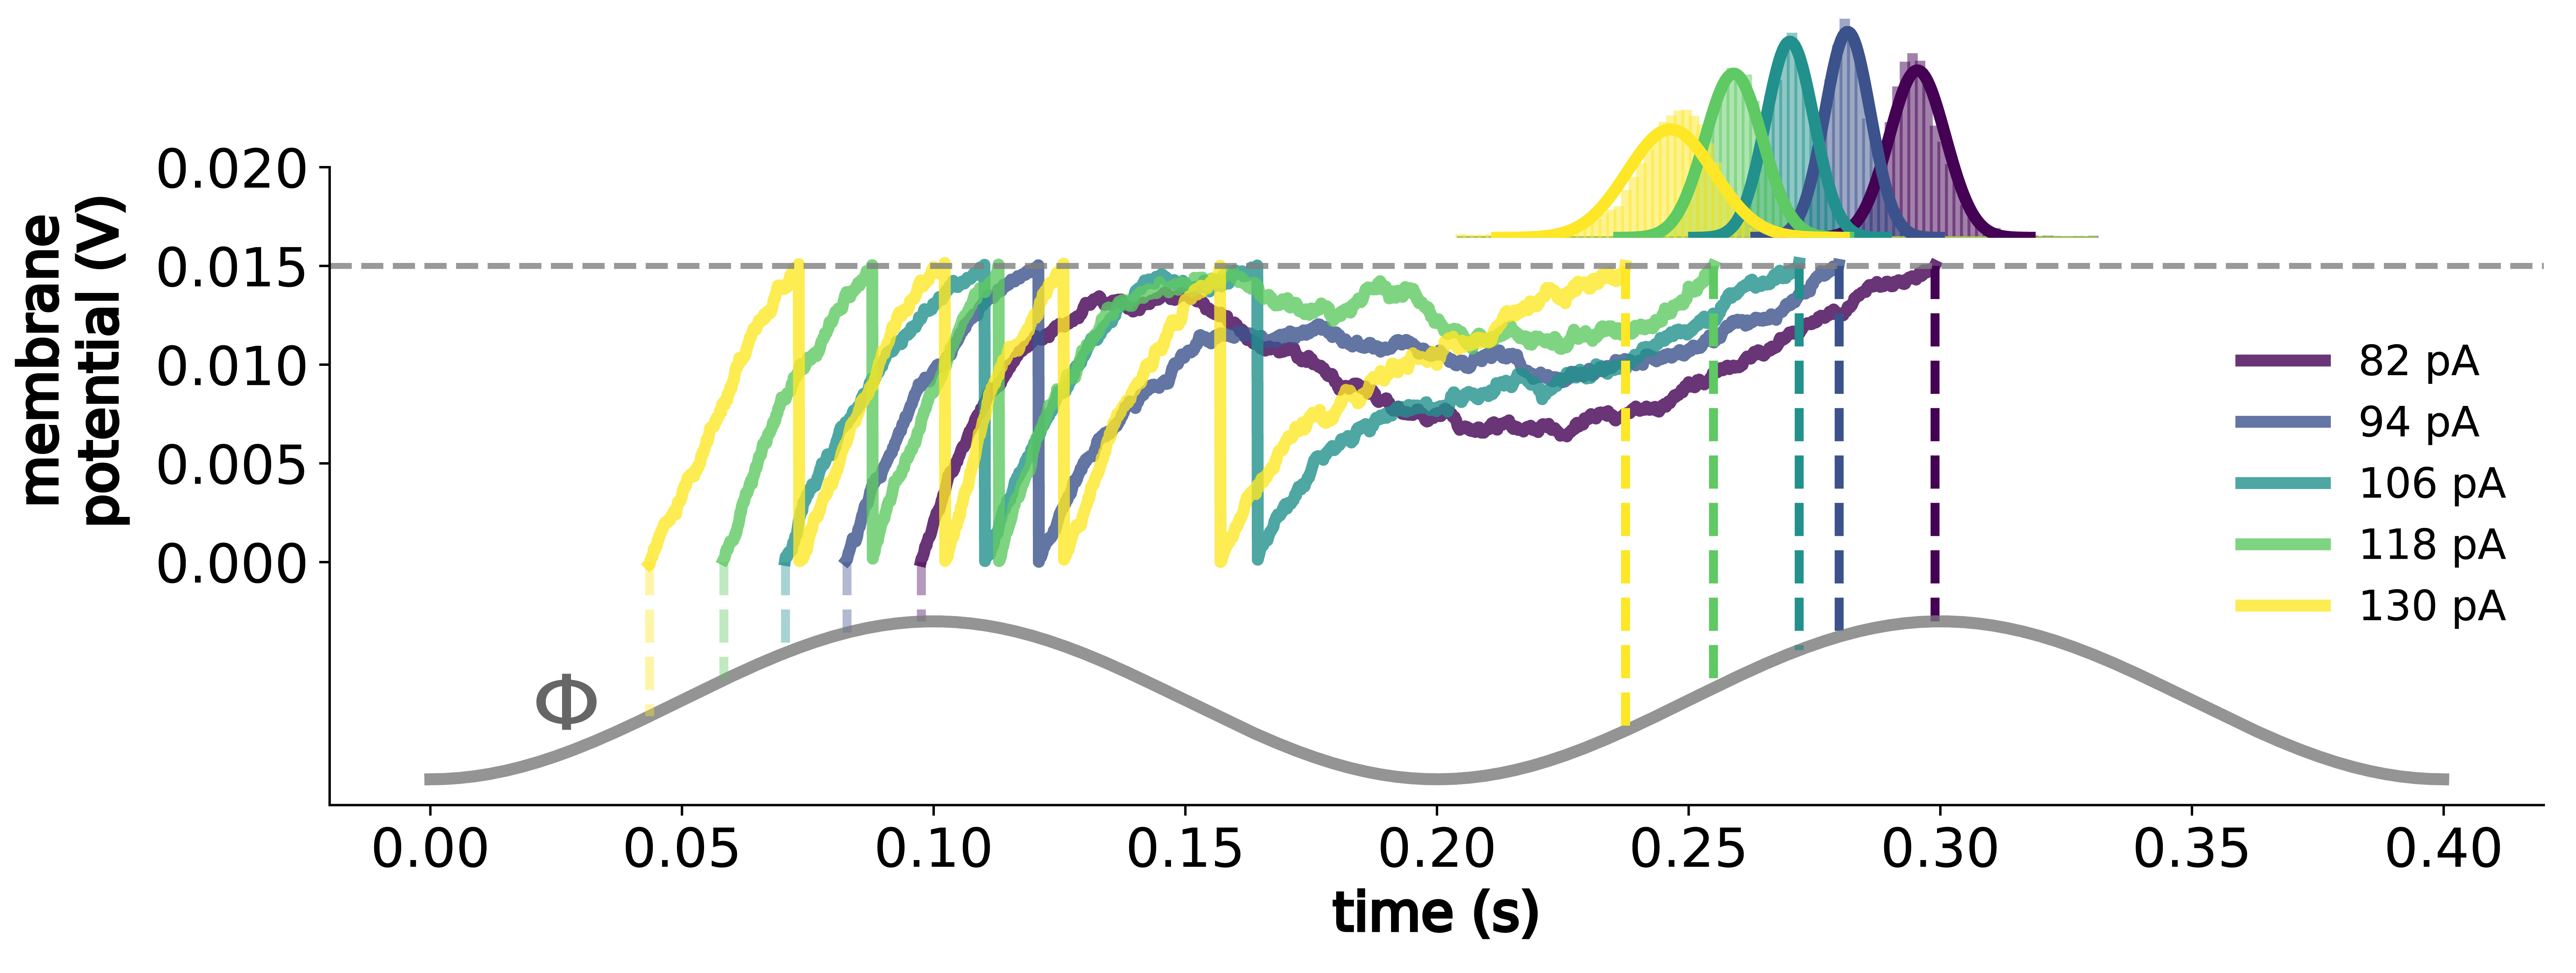 membrane
potential (V)
0.020
0.015
0.010
0.005
0.000
Φ
82 pA
94 pA
106 pA
118 pA
130 pA
0.00 0.05 0.10 0.15 0.20 0.25 0.30 0.35 0.40
time (s)